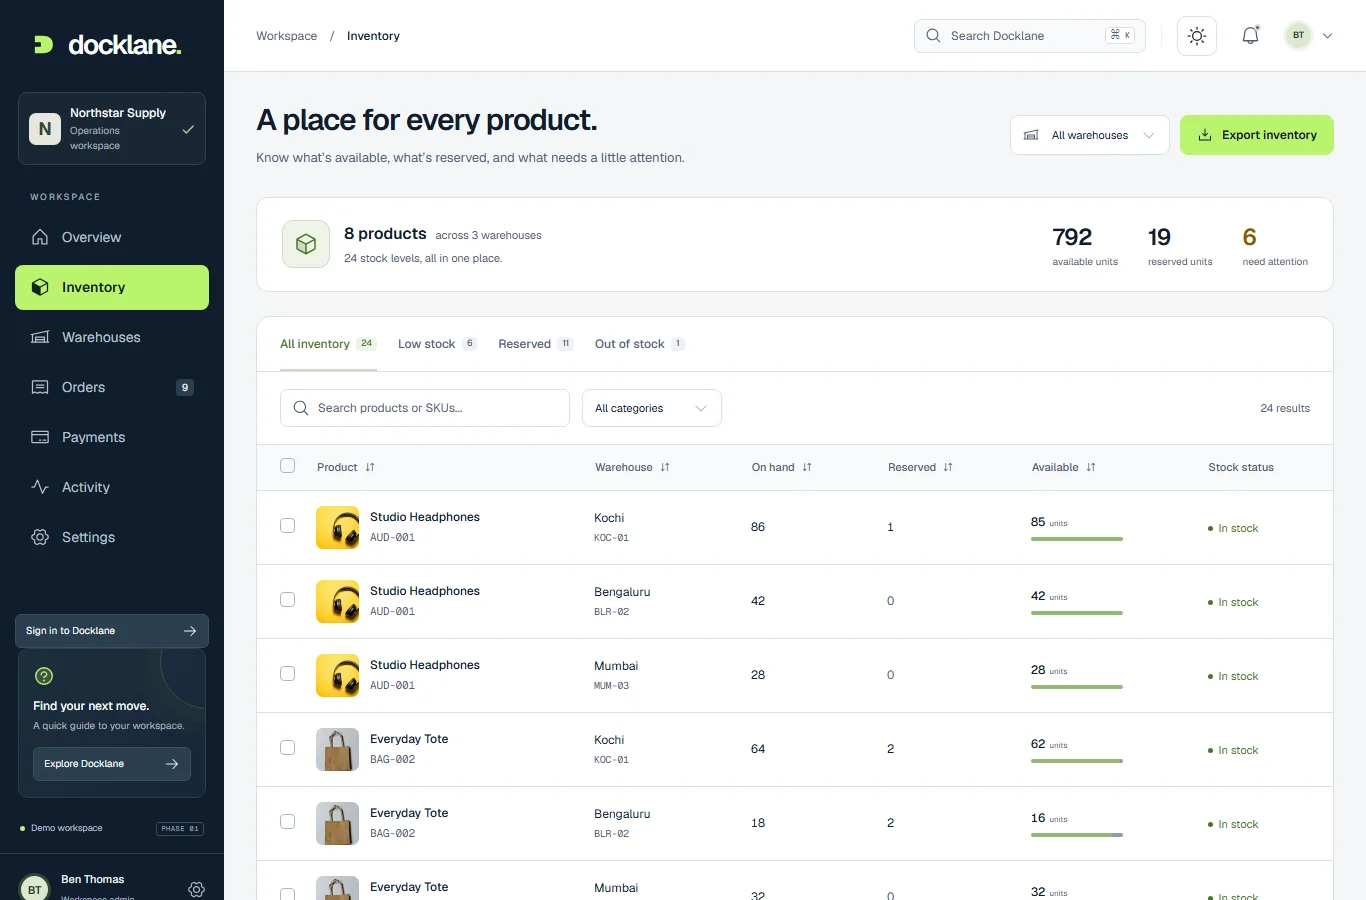 docklane.
N
Northstar Supply
Operations
workspace
WORKSPACE
Overview
Inventory
Warehouses
Orders 9
Payments
Activity
Settings
Sign in to Docklane
Find your next move.
A quick guide to your workspace.
Explore Docklane
Demo workspace PHASE 01
BT Ben Thomas
Workspace admin
Workspace / Inventory
Search Docklane ⌘ K
BT
A place for every product.
Know what's available, what's reserved, and what needs a little attention.
All warehouses
Export inventory
8 products across 3 warehouses
24 stock levels, all in one place.
792 available units
19 reserved units
6 need attention
All inventory 24 Low stock 6 Reserved 11 Out of stock 1
Search products or SKUs... All categories 24 results
Product Warehouse On hand Reserved Available Stock status
Studio Headphones Kochi 86 1 85 units In stock
AUD-001 KOC-01
Studio Headphones Bengaluru 42 0 42 units In stock
AUD-001 BLR-02
Studio Headphones Mumbai 28 0 28 units In stock
AUD-001 MUM-03
Everyday Tote Kochi 64 2 62 units In stock
BAG-002 KOC-01
Everyday Tote Bengaluru 18 2 16 units In stock
BAG-002 BLR-02
Everyday Tote Mumbai 32 0 32 units In stock